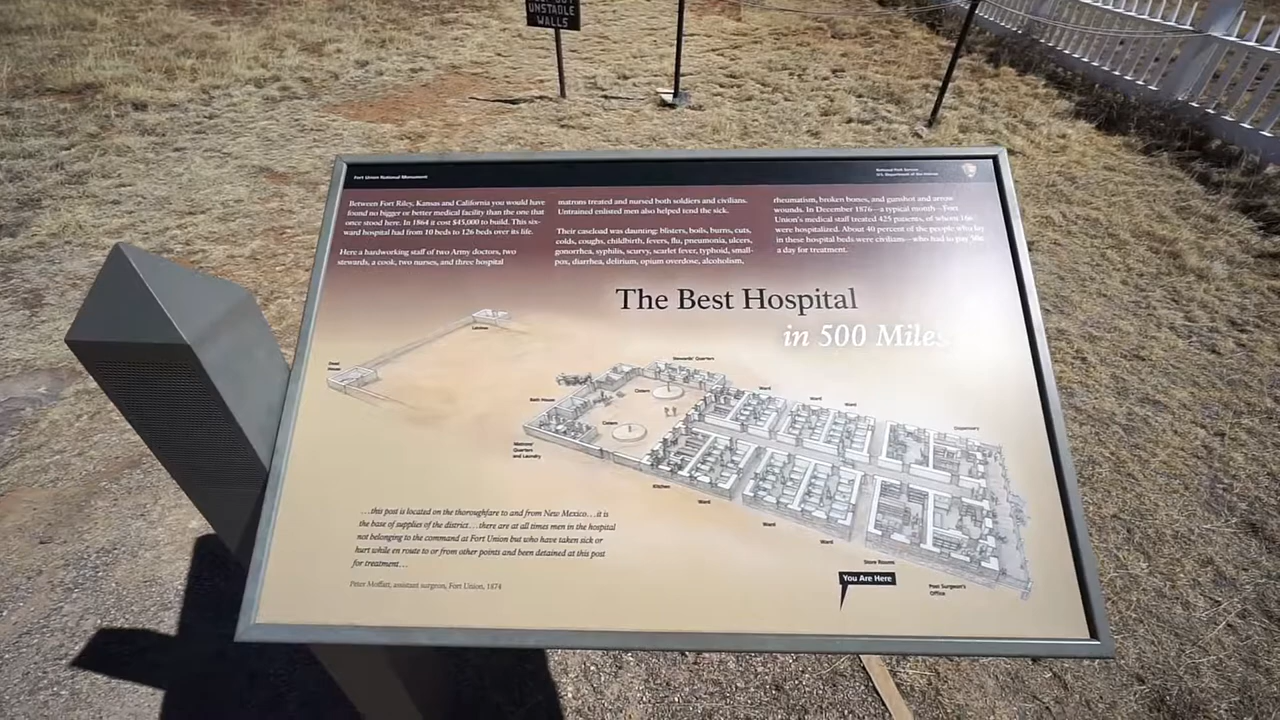 UNSTABLE
WALLS
Fort Union National Monument
National Park Service
U.S. Department of the Interior
Between Fort Riley, Kansas and California you would have
found no bigger or better medical facility than the one that
once stood here. In 1864 it cost $45,000 to build. This six-
ward hospital had from 10 beds to 126 beds over its life.
Here a hardworking staff of two Army doctors, two
stewards, a cook, two nurses, and three hospital
matrons treated and nursed both soldiers and civilians.
Untrained enlisted men also helped tend the sick.
Their caseload was daunting: blisters, boils, burns, cuts,
colds, coughs, childbirth, fevers, flu, pneumonia, ulcers,
gonorrhea, syphilis, scurvy, scarlet fever, typhoid, small-
pox, diarrhea, delirium, opium overdose, alcoholism,
rheumatism, broken bones, and gunshot and arrow
wounds. In December 1876—a typical month—Fort
Union's medical staff treated 425 patients, of whom
were hospitalized. About 40 percent of the people who lay
in these hospital beds were civilians—who had to pay
a day for treatment.
The Best Hospital
in 500 Miles
Latrines
Dead
House
Stewards' Quarters
Cistern
Bath House
Cistern
Matrons'
Quarters
and Laundry
Ward
Ward
Ward
Dispensary
Kitchen
Ward
Ward
Ward
Store Rooms
You Are Here
Post Surgeon's
Office
…this post is located on the thoroughfare to and from New Mexico…it is
the base of supplies of the district…there are at all times men in the hospital
not belonging to the command at Fort Union but who have taken sick or
hurt while en route to or from other points and been detained at this post
for treatment…
Peter Moffatt, assistant surgeon, Fort Union, 1874